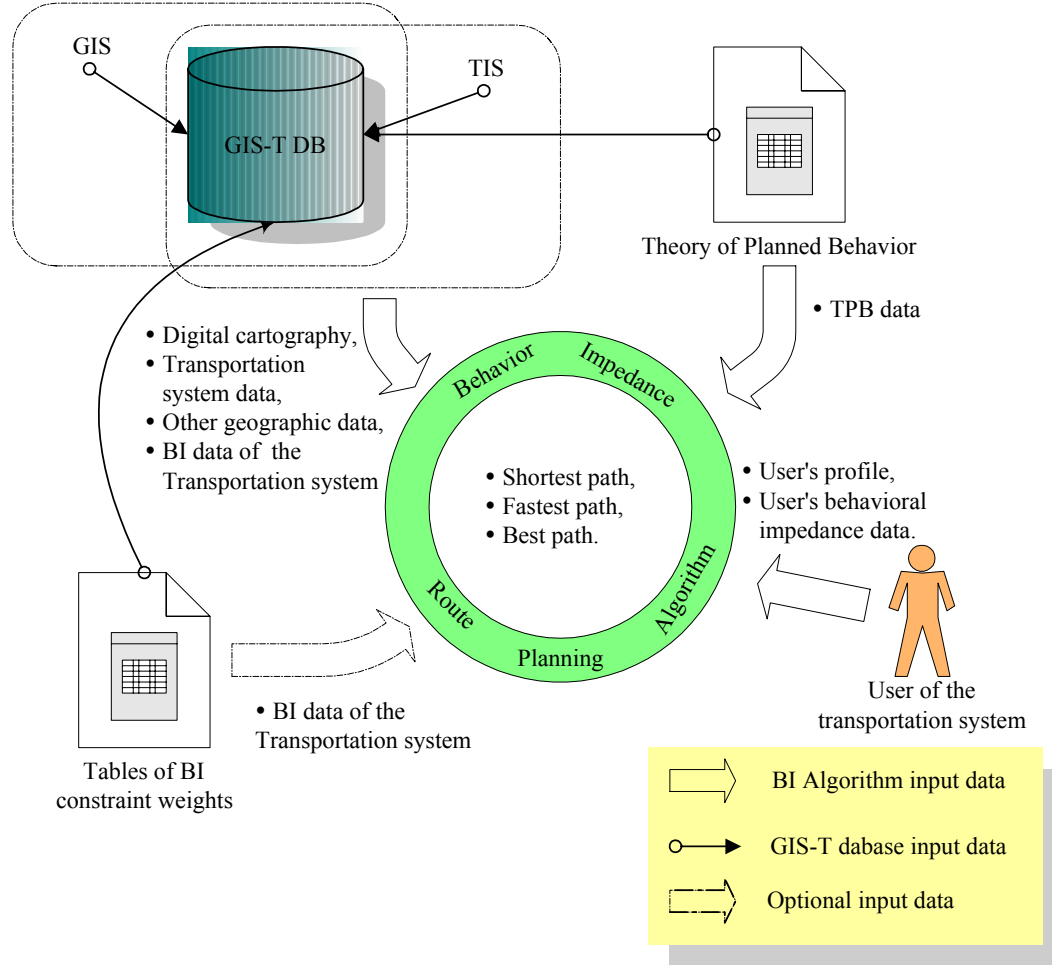 GIS
TIS
GIS-T DB
Theory of Planned Behavior
• TPB data
• Digital cartography,
• Transportation
system data,
• Other geographic data,
• BI data of the
Transportation system
Behavior
Impedance
Algorithm
Planning
Route
• Shortest path,
• Fastest path,
• Best path.
• User's profile,
• User's behavioral
impedance data.
User of the
transportation system
• BI data of the
Transportation system
Tables of BI
constraint weights
BI Algorithm input data
GIS-T dabase input data
Optional input data